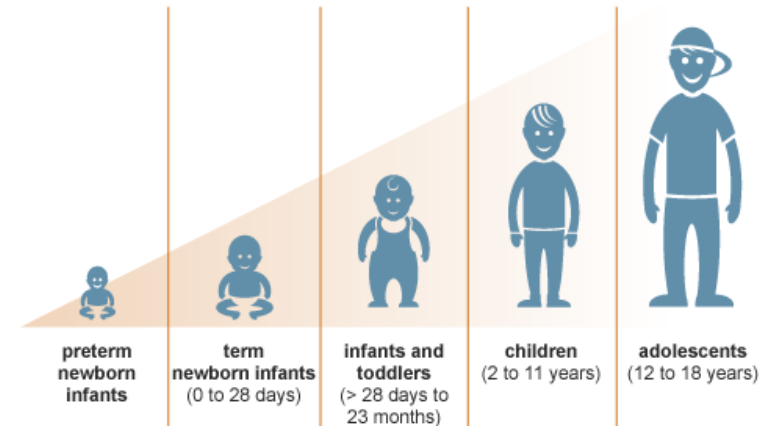 preterm
newborn
infants
term
newborn infants
(0 to 28 days)
infants and
toddlers
(> 28 days to
23 months)
children
(2 to 11 years)
adolescents
(12 to 18 years)